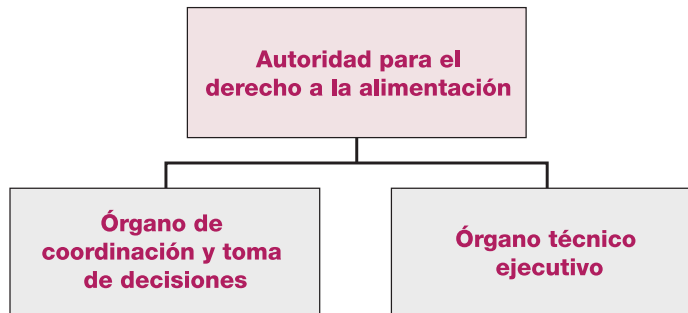 Autoridad para el
derecho a la alimentación
Órgano de
coordinación y toma
de decisiones
Órgano técnico
ejecutivo